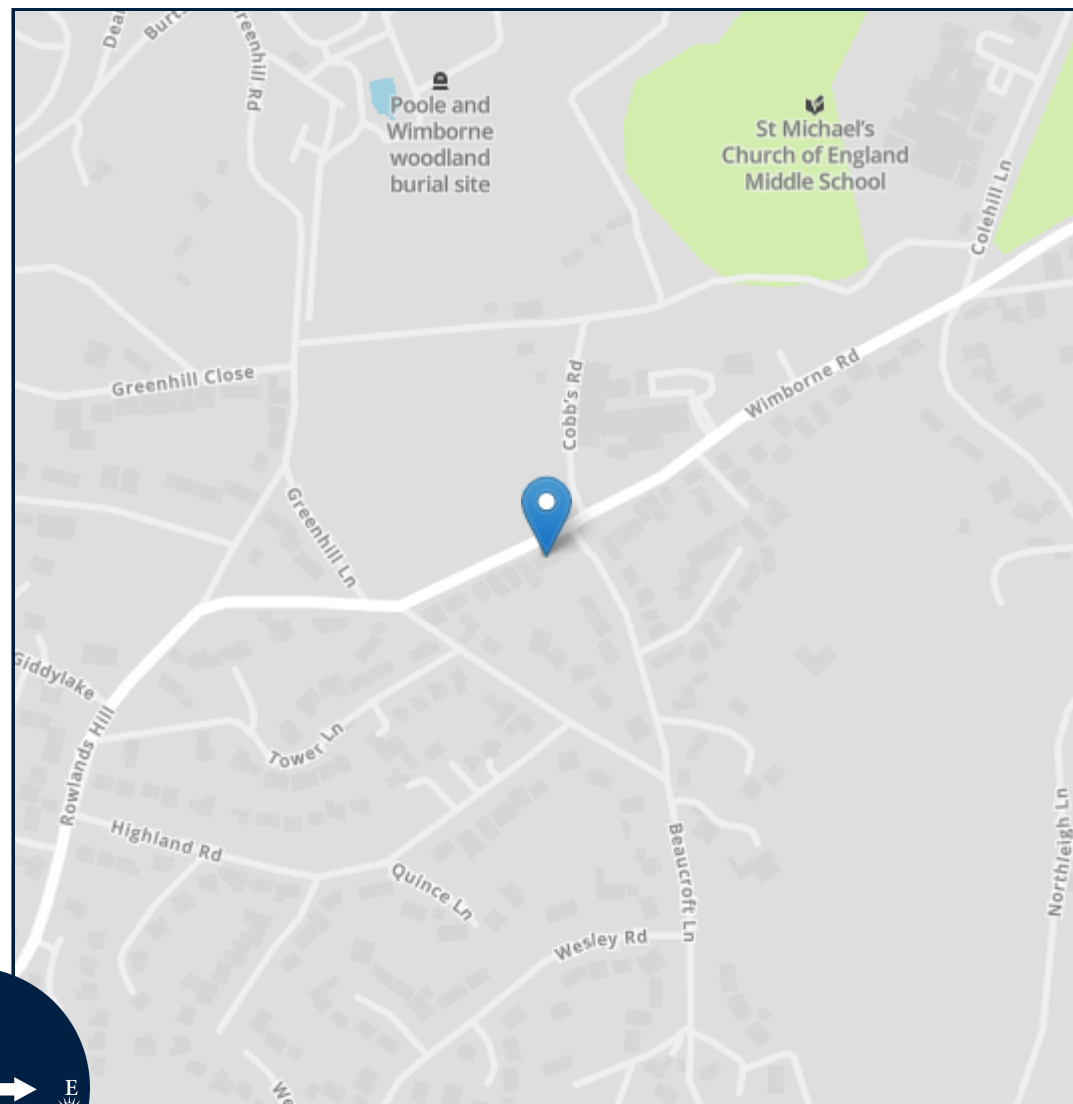 Greenhill Rd
Poole and
Wimborne
woodland
burial site
St Michael's
Church of England
Middle School
Colehill Ln
Greenhill Close
Cobb's Rd
Wimborne Rd
Greenhill Ln
Giddylake
Rowlands Hill
Tower Ln
Highland Rd
Quince Ln
Beaucroft Ln
Northleigh Ln
Wesley Rd
E